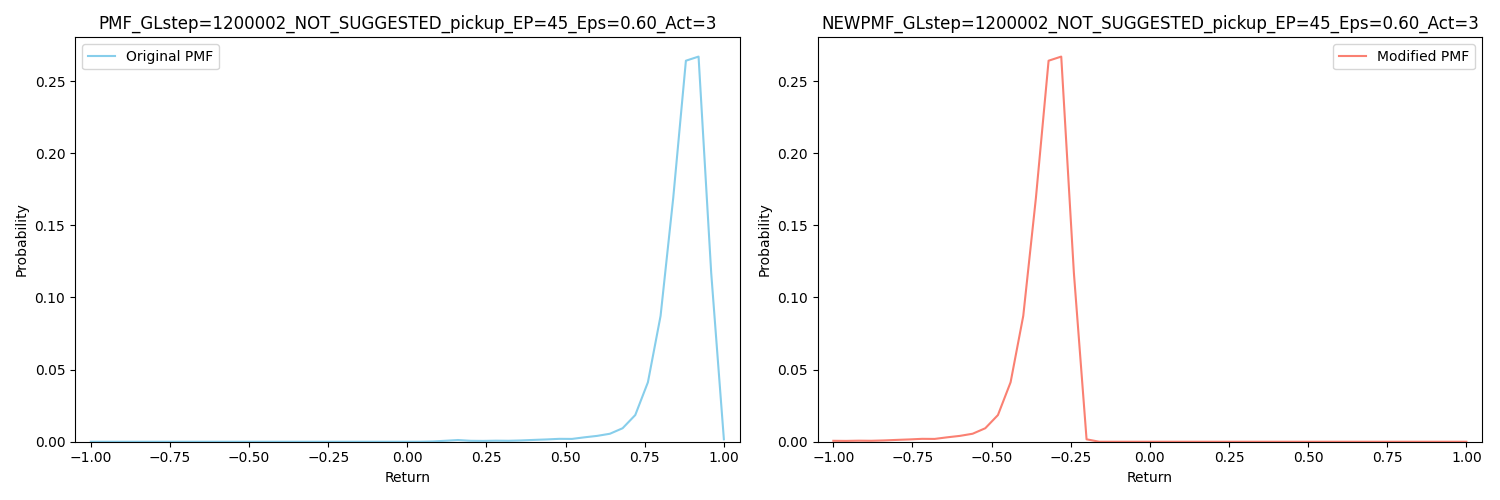 PMF_GLstep=1200002_NOT_SUGGESTED_pickup_EP=45_Eps=0.60_Act=3
Original PMF
Probability
0.25
0.20
0.15
0.10
0.05
0.00
−1.00 −0.75 −0.50 −0.25 0.00 0.25 0.50 0.75 1.00
Return
NEWPMF_GLstep=1200002_NOT_SUGGESTED_pickup_EP=45_Eps=0.60_Act=3
Modified PMF
Probability
0.25
0.20
0.15
0.10
0.05
0.00
−1.00 −0.75 −0.50 −0.25 0.00 0.25 0.50 0.75 1.00
Return